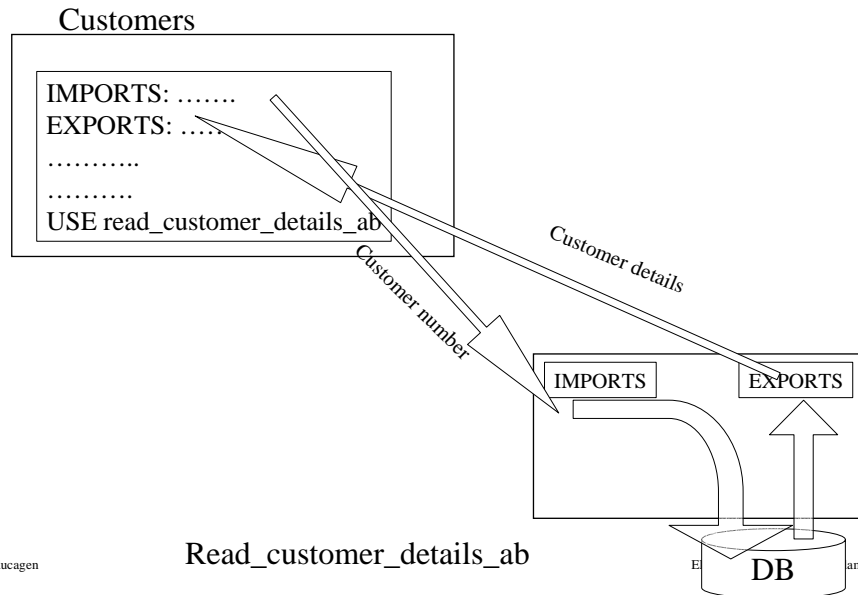 Customers
IMPORTS: …….
EXPORTS: ……
………..
……….
USE read_customer_details_ab
Customer details
Customer number
IMPORTS
EXPORTS
Read_customer_details_ab
DB